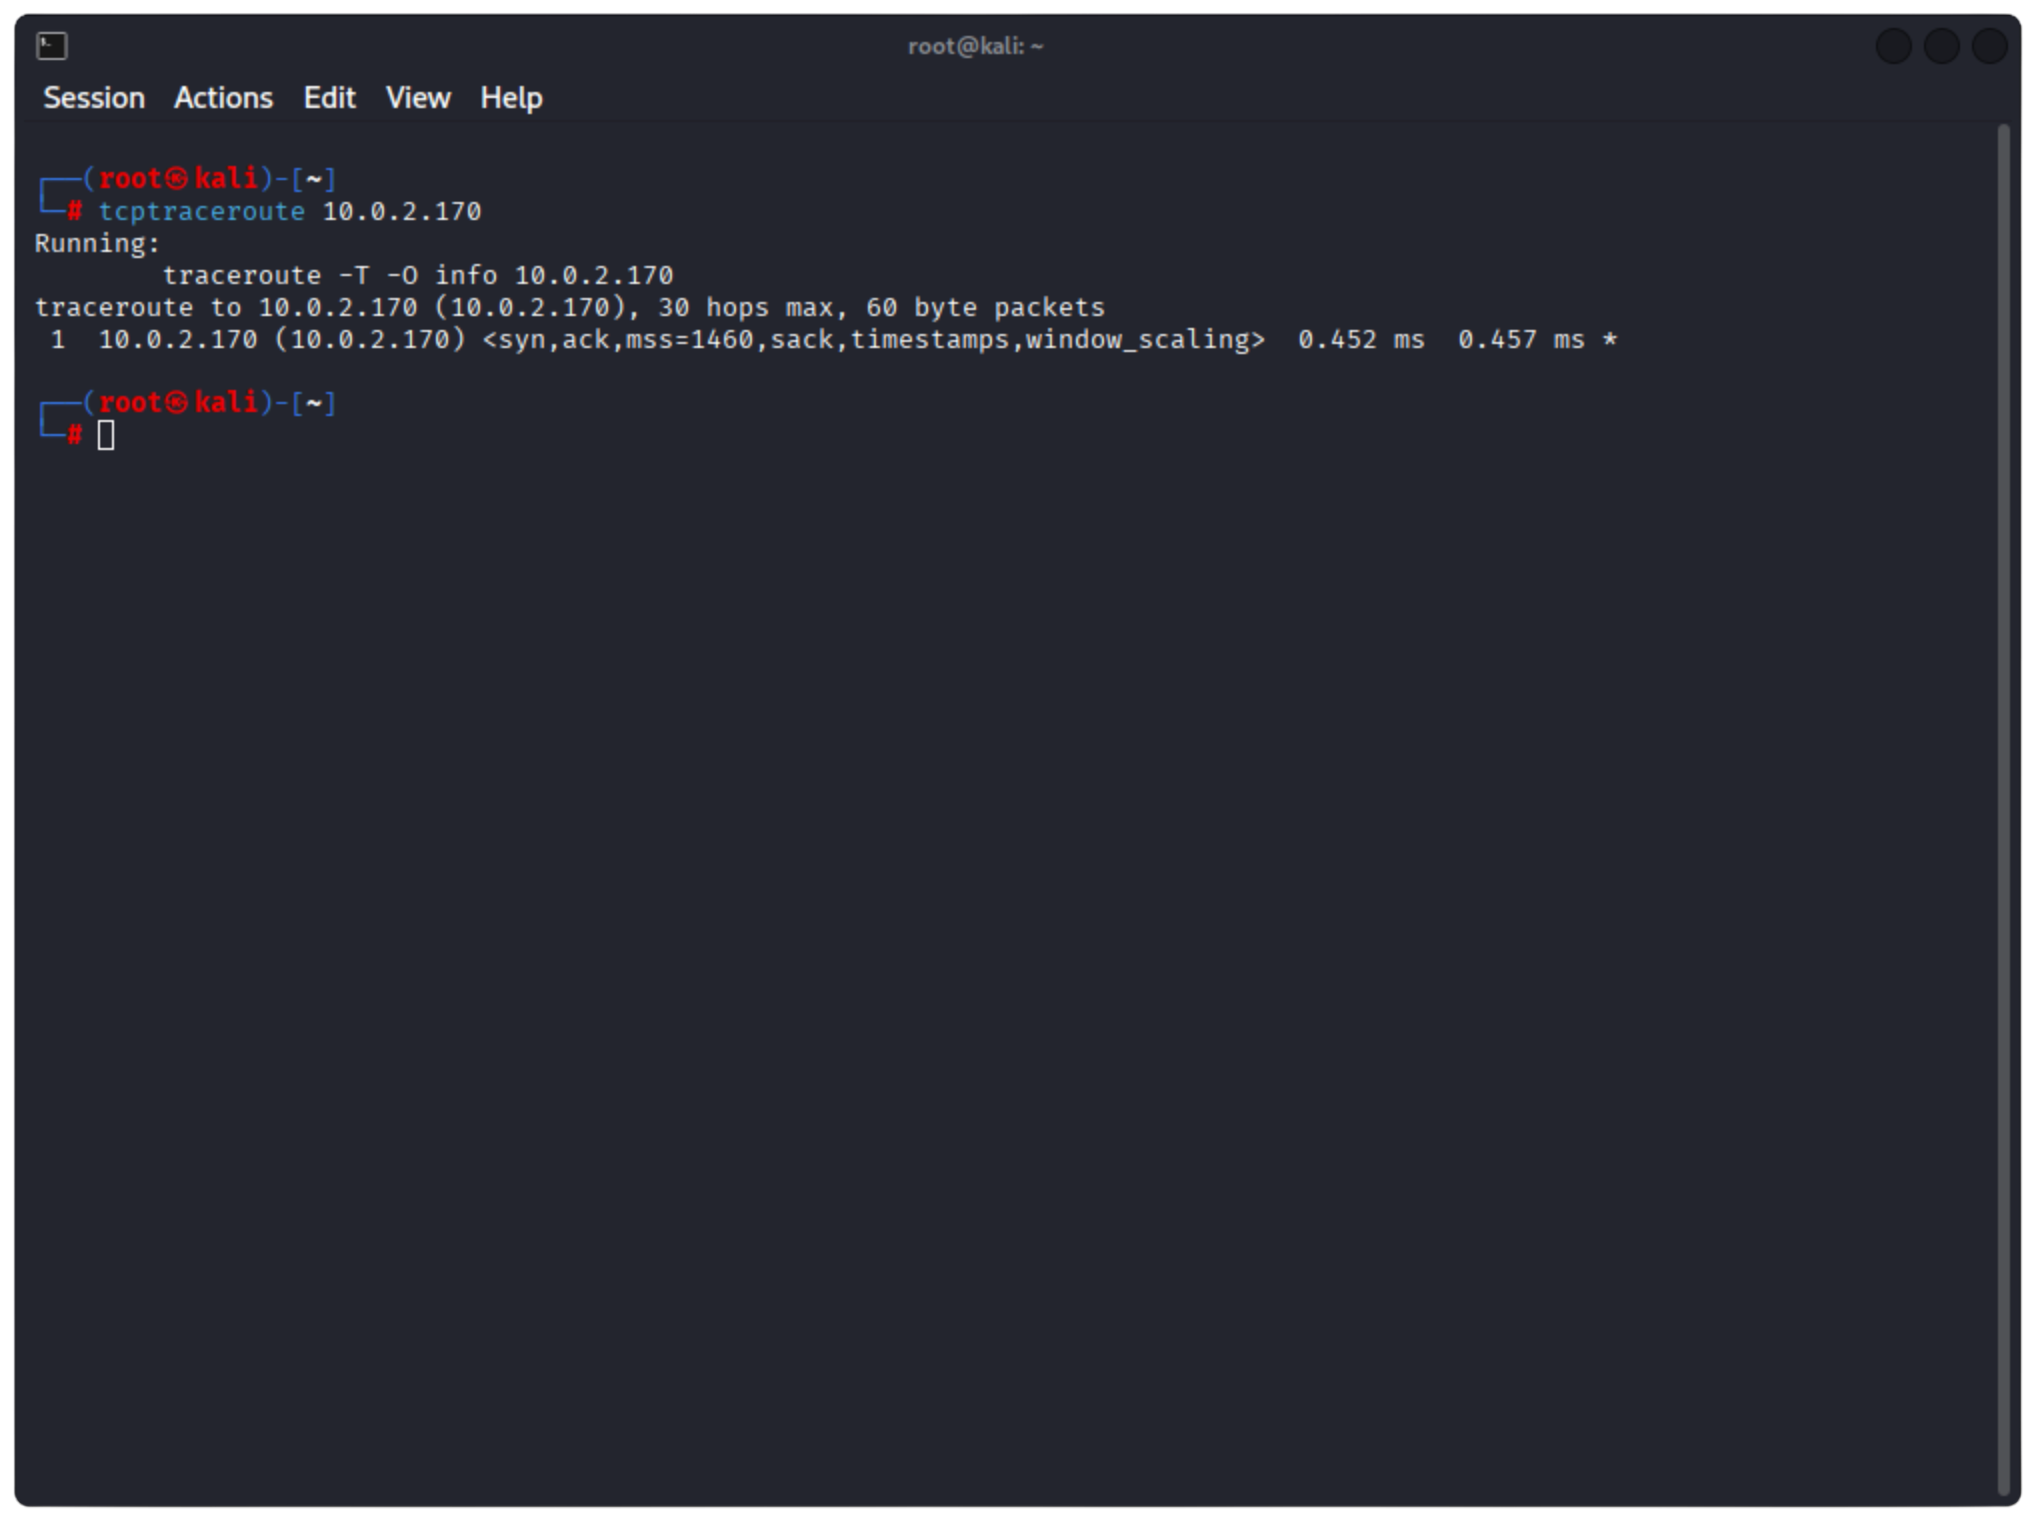 root@kali: ~
Session Actions Edit View Help
┌──(root㉿kali)-[~]
└─# tcptraceroute 10.0.2.170
Running:
        traceroute -T -O info 10.0.2.170
traceroute to 10.0.2.170 (10.0.2.170), 30 hops max, 60 byte packets
 1  10.0.2.170 (10.0.2.170) <syn,ack,mss=1460,sack,timestamps,window_scaling>  0.452 ms  0.457 ms *
┌──(root㉿kali)-[~]
└─#